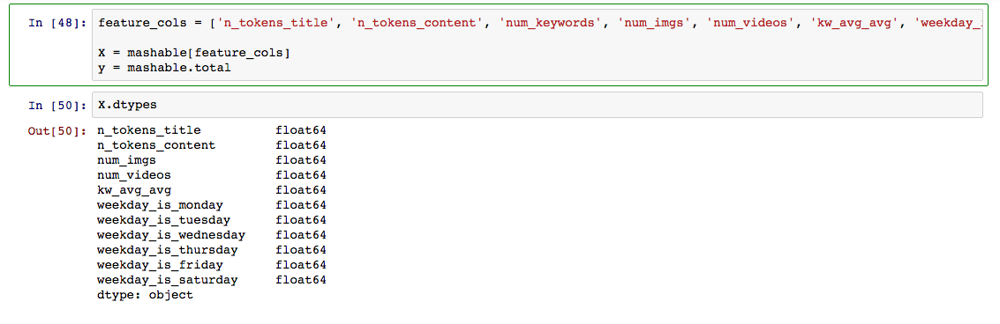 In [48]: feature_cols = ['n_tokens_title', 'n_tokens_content', 'num_keywords', 'num_imgs', 'num_videos', 'kw_avg_avg', 'weekday_
X = mashable[feature_cols]
y = mashable.total
In [50]: X.dtypes
Out[50]: n_tokens_title float64
n_tokens_content float64
num_imgs float64
num_videos float64
kw_avg_avg float64
weekday_is_monday float64
weekday_is_tuesday float64
weekday_is_wednesday float64
weekday_is_thursday float64
weekday_is_friday float64
weekday_is_saturday float64
dtype: object